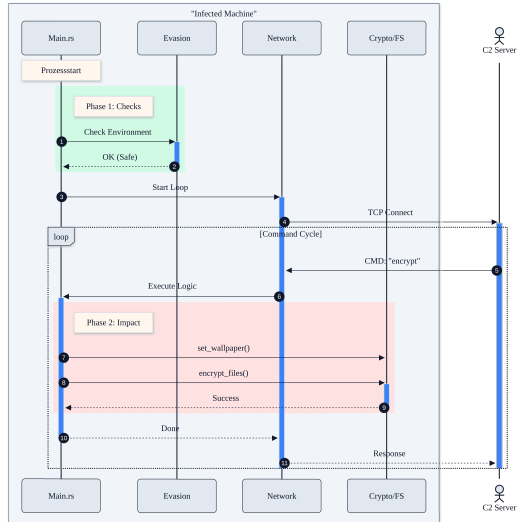 "Infected Machine"
Main.rs
Evasion
Network
Crypto/FS
C2 Server
Prozessstart
Phase 1: Checks
Check Environment
1
OK (Safe)
2
Start Loop
3
TCP Connect
4
loop
[Command Cycle]
CMD: "encrypt"
5
Execute Logic
6
Phase 2: Impact
set_wallpaper()
7
encrypt_files()
8
Success
9
Done
10
Response
11
Main.rs
Evasion
Network
Crypto/FS
C2 Server